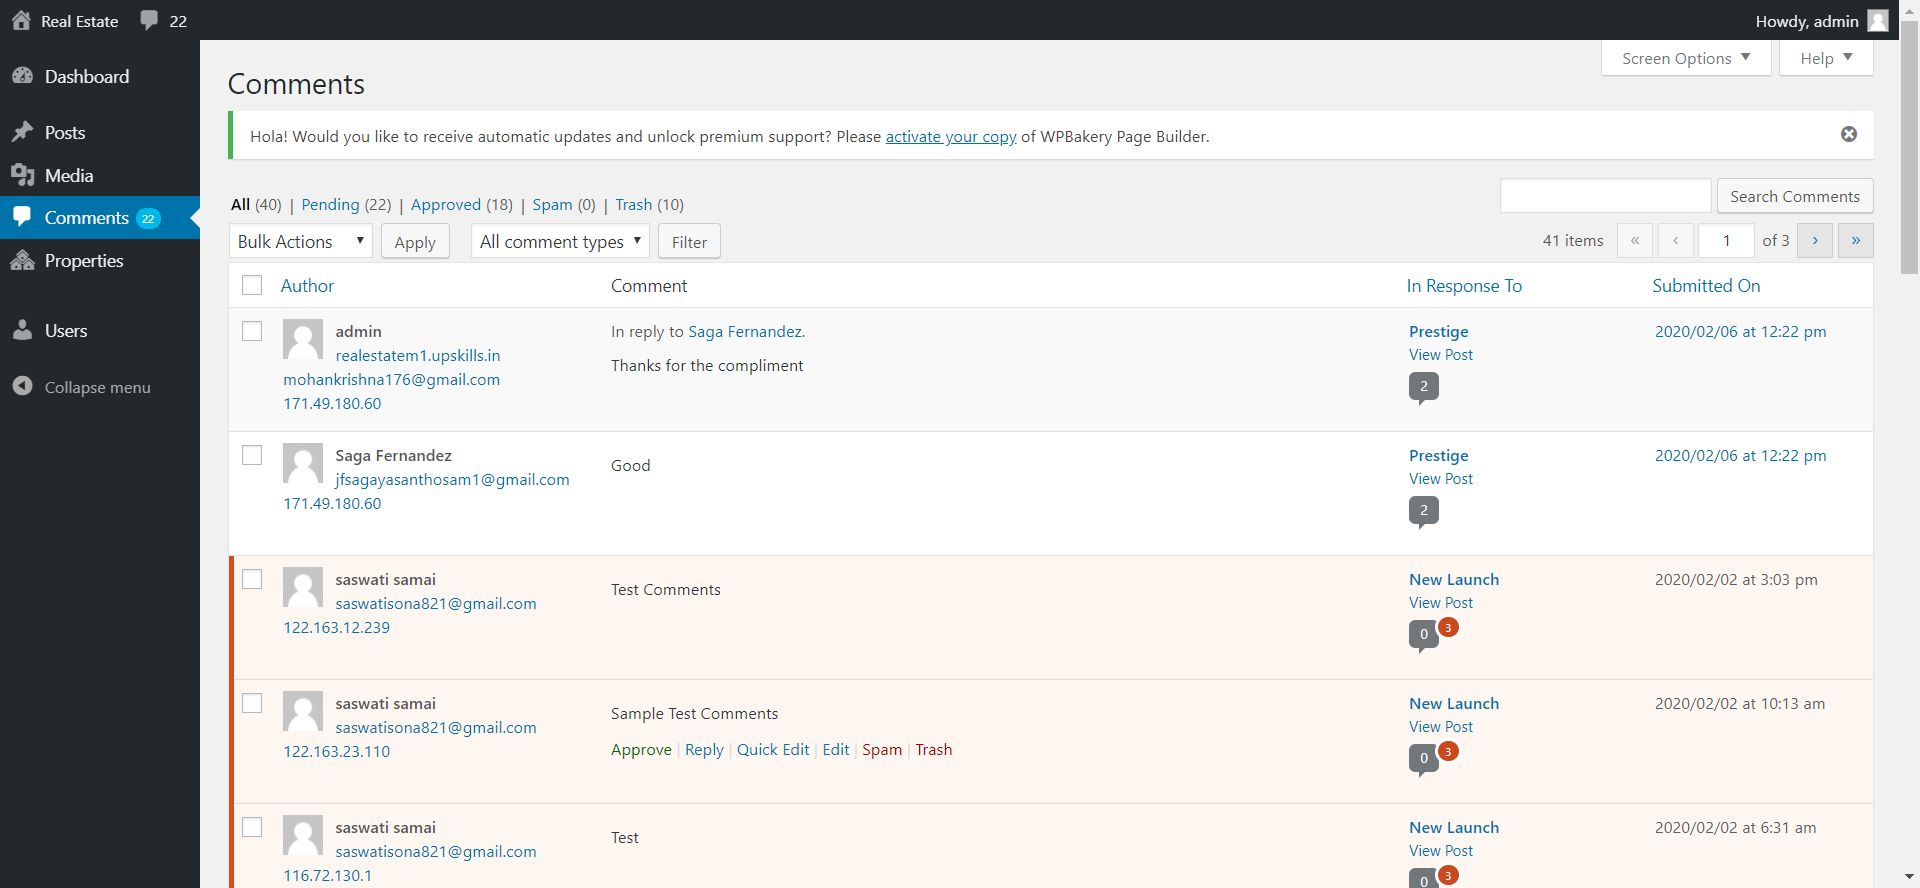 Real Estate 22 Howdy, admin
Screen Options Help
Dashboard
Posts
Media
Comments 22
Properties
Users
Collapse menu
Comments
Hola! Would you like to receive automatic updates and unlock premium support? Please activate your copy of WPBakery Page Builder.
All (40) | Pending (22) | Approved (18) | Spam (0) | Trash (10)
Search Comments
Bulk Actions Apply All comment types Filter 41 items « ‹ 1 of 3 › »
Author Comment In Response To Submitted On
admin In reply to Saga Fernandez. Prestige 2020/02/06 at 12:22 pm
realestatem1.upskills.in View Post
Thanks for the compliment
mohankrishna176@gmail.com 2
171.49.180.60
Saga Fernandez Prestige 2020/02/06 at 12:22 pm
Good
jfsagayasanthosam1@gmail.com View Post
171.49.180.60 2
saswati samai New Launch 2020/02/02 at 3:03 pm
Test Comments
saswatisona821@gmail.com View Post
122.163.12.239 0 3
saswati samai New Launch 2020/02/02 at 10:13 am
Sample Test Comments
saswatisona821@gmail.com View Post
122.163.23.110 Approve | Reply | Quick Edit | Edit | Spam | Trash 0 3
saswati samai New Launch 2020/02/02 at 6:31 am
Test
saswatisona821@gmail.com View Post
116.72.130.1 0 3